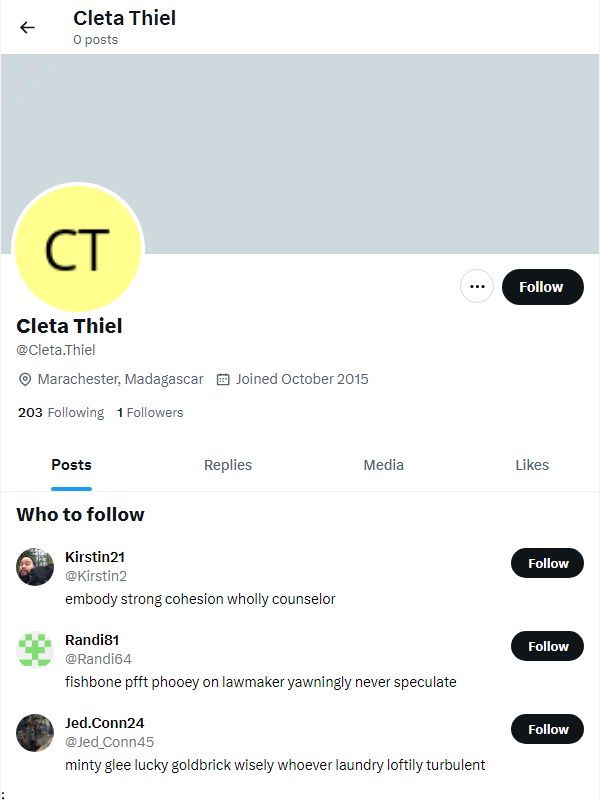 Cleta Thiel
0 posts
CT
Follow
Cleta Thiel
@Cleta.Thiel
Marachester, Madagascar Joined October 2015
203 Following 1 Followers
Posts Replies Media Likes
Who to follow
Kirstin21
@Kirstin2
Follow
embody strong cohesion wholly counselor
Randi81
@Randi64
Follow
fishbone pfft phooey on lawmaker yawningly never speculate
Jed.Conn24
@Jed_Conn45
Follow
minty glee lucky goldbrick wisely whoever laundry loftily turbulent
;